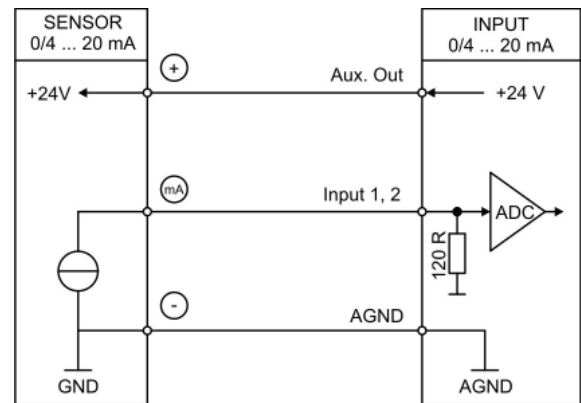 SENSOR
0/4 ... 20 mA
INPUT
0/4 ... 20 mA
+
Aux. Out
+24V
+24 V
mA
Input 1, 2
ADC
120 R
-
AGND
GND
AGND